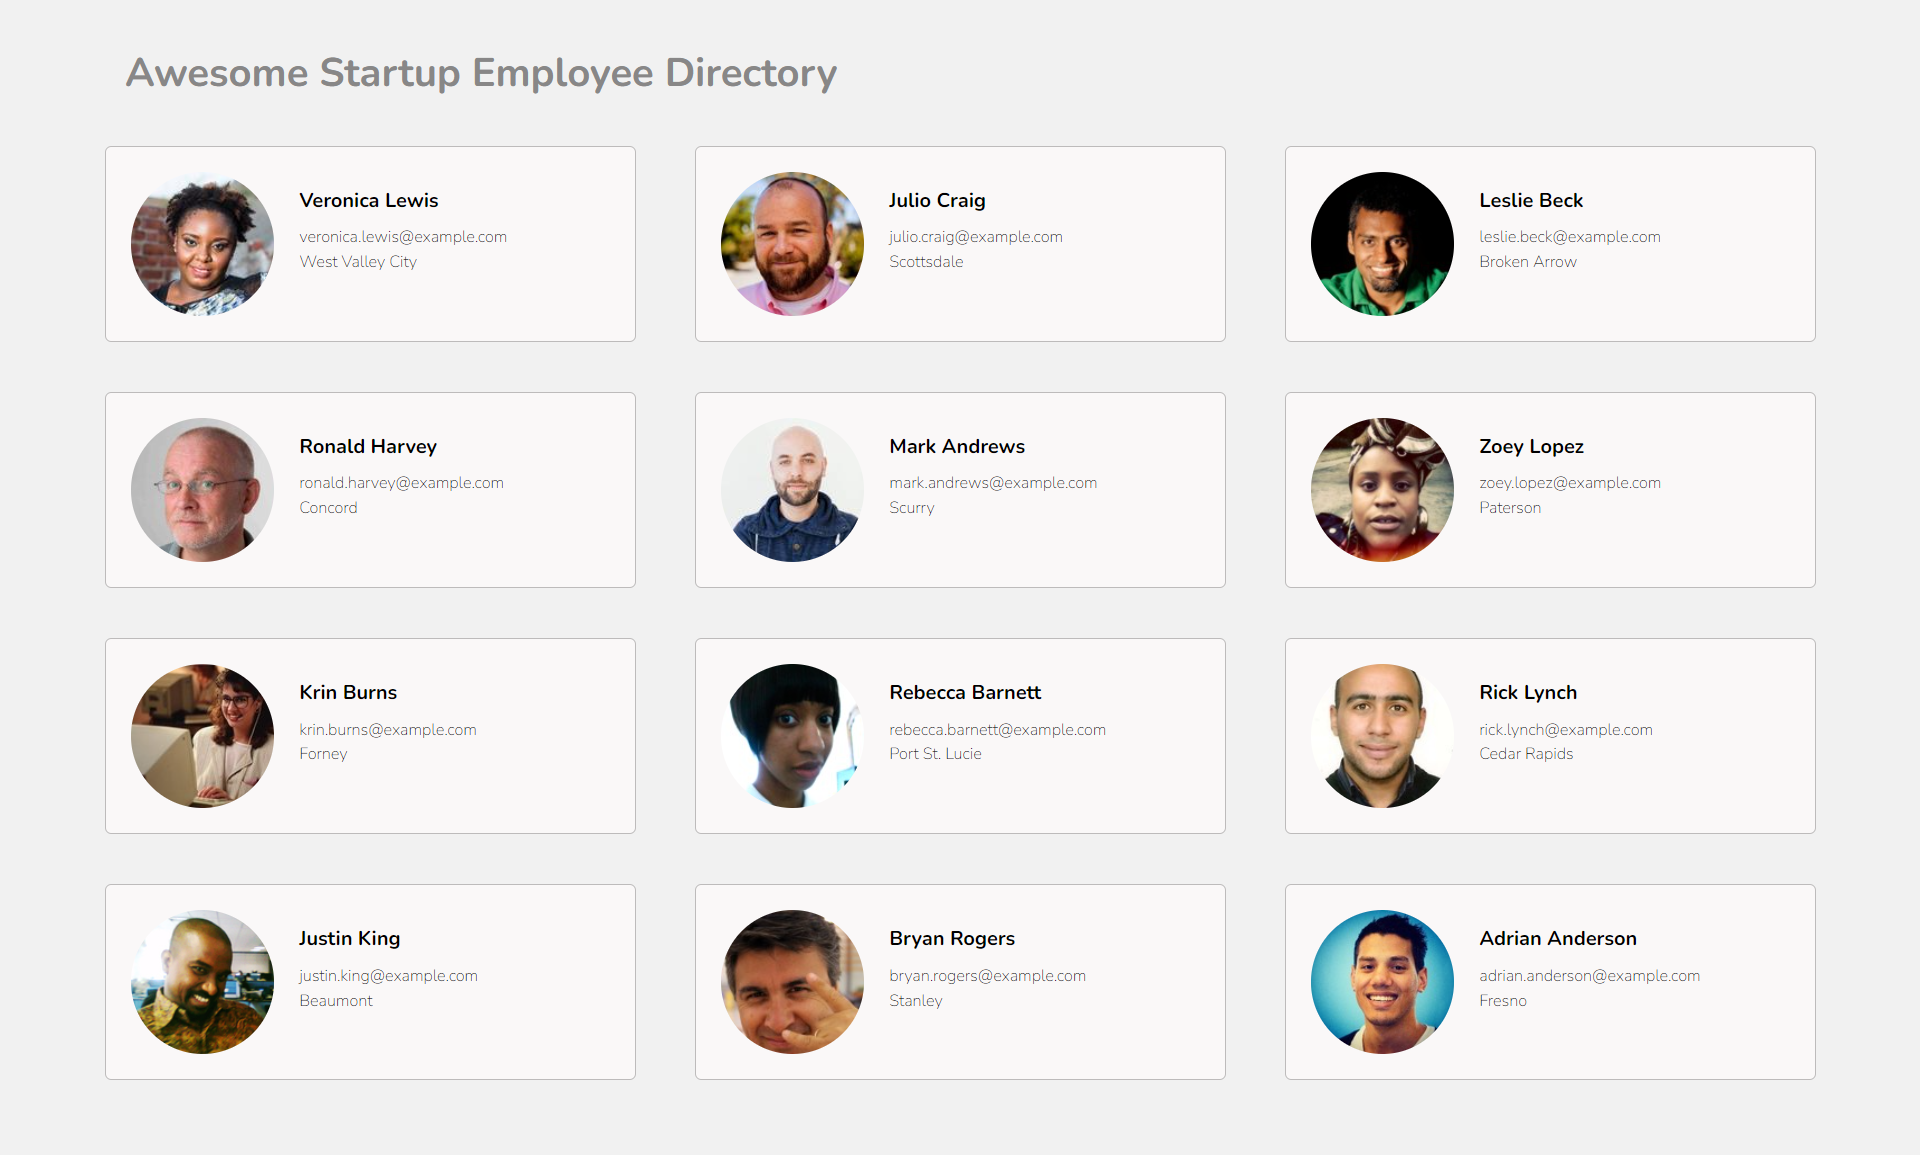 Awesome Startup Employee Directory
Veronica Lewis
veronica.lewis@example.com
West Valley City
Julio Craig
julio.craig@example.com
Scottsdale
Leslie Beck
leslie.beck@example.com
Broken Arrow
Ronald Harvey
ronald.harvey@example.com
Concord
Mark Andrews
mark.andrews@example.com
Scurry
Zoey Lopez
zoey.lopez@example.com
Paterson
Krin Burns
krin.burns@example.com
Forney
Rebecca Barnett
rebecca.barnett@example.com
Port St. Lucie
Rick Lynch
rick.lynch@example.com
Cedar Rapids
Justin King
justin.king@example.com
Beaumont
Bryan Rogers
bryan.rogers@example.com
Stanley
Adrian Anderson
adrian.anderson@example.com
Fresno